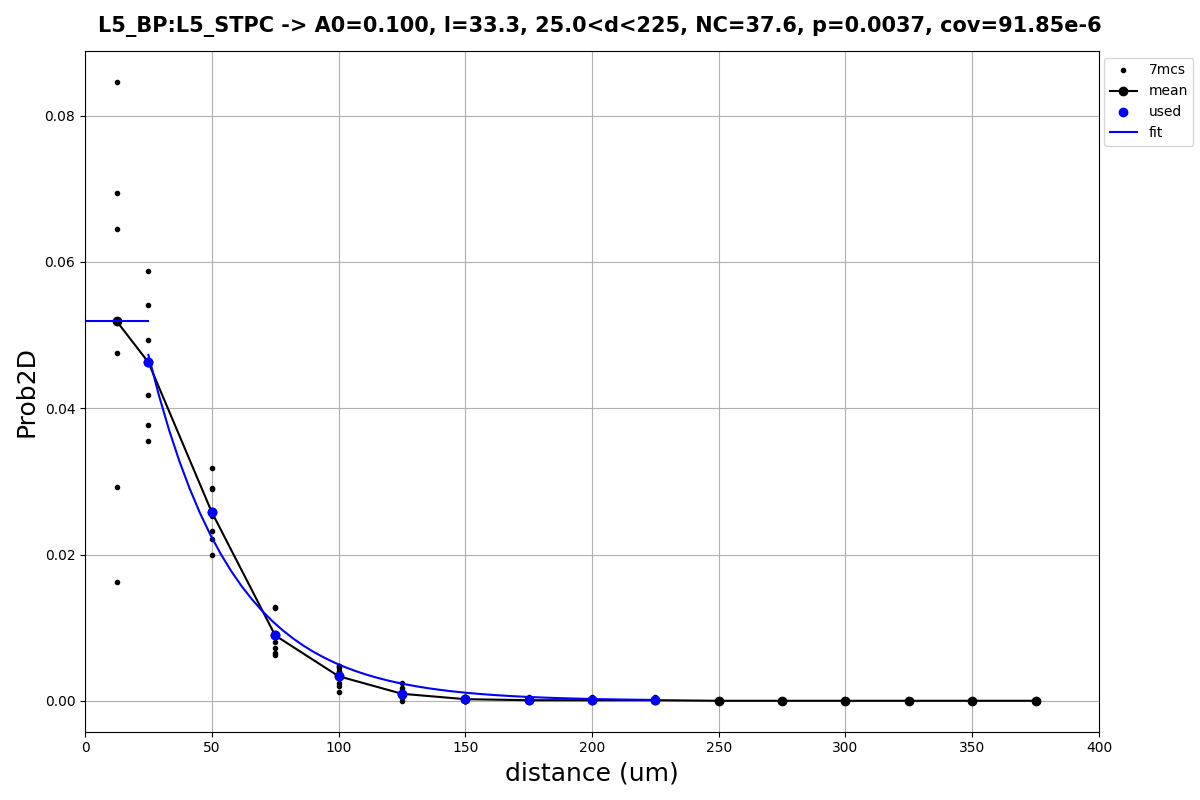 L5_BP:L5_STPC -> A0=0.100, l=33.3, 25.0<d<225, NC=37.6, p=0.0037, cov=91.85e-6
7mcs
mean
used
fit
Prob2D
0.08
0.06
0.04
0.02
0.00
0 50 100 150 200 250 300 350 400
distance (um)